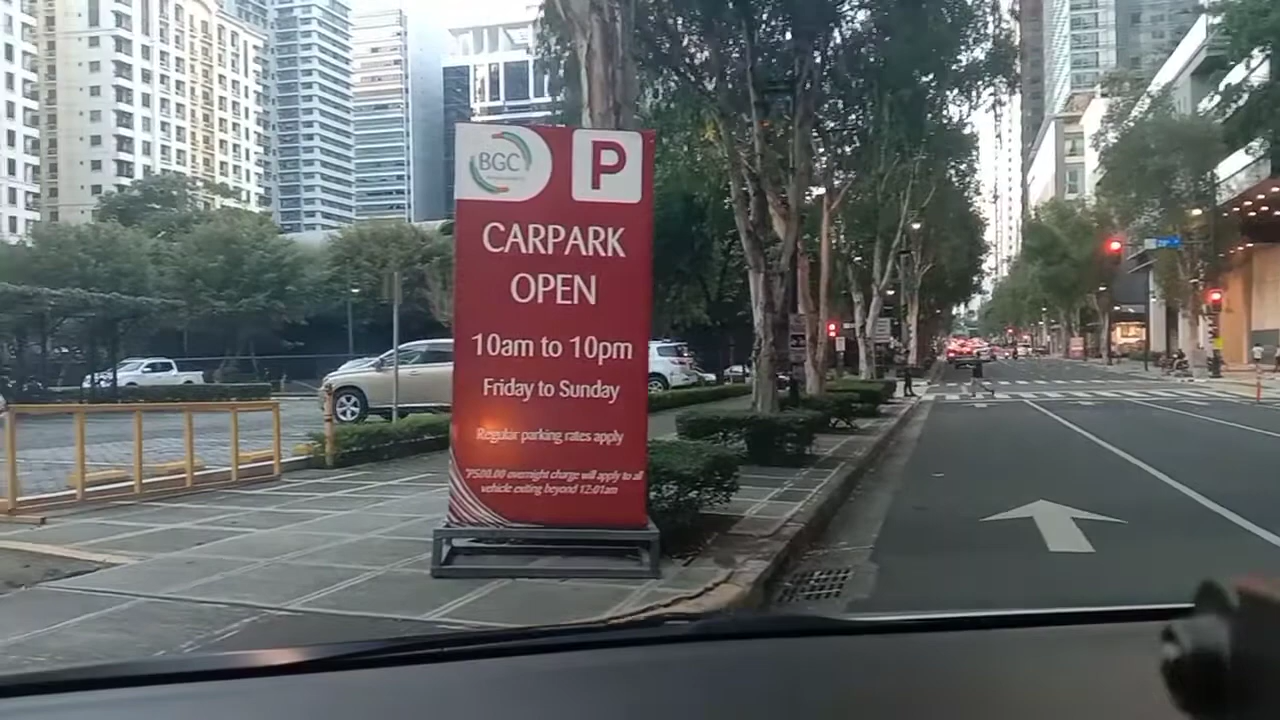 BGC
P
CARPARK
OPEN
10am to 10pm
Friday to Sunday
Regular parking rates apply
*P500.00 overnight charge will apply to all
vehicle exiting beyond 12:01am